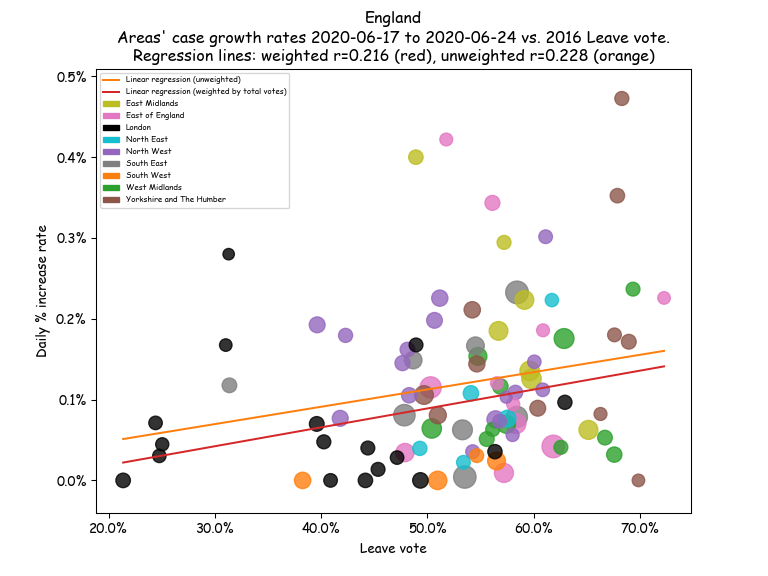 England
Areas' case growth rates 2020-06-17 to 2020-06-24 vs. 2016 Leave vote.
Regression lines: weighted r=0.216 (red), unweighted r=0.228 (orange)
Linear regression (unweighted)
Linear regression (weighted by total votes)
East Midlands
East of England
London
North East
North West
South East
South West
West Midlands
Yorkshire and The Humber
Daily % increase rate
0.5%
0.4%
0.3%
0.2%
0.1%
0.0%
20.0% 30.0% 40.0% 50.0% 60.0% 70.0%
Leave vote